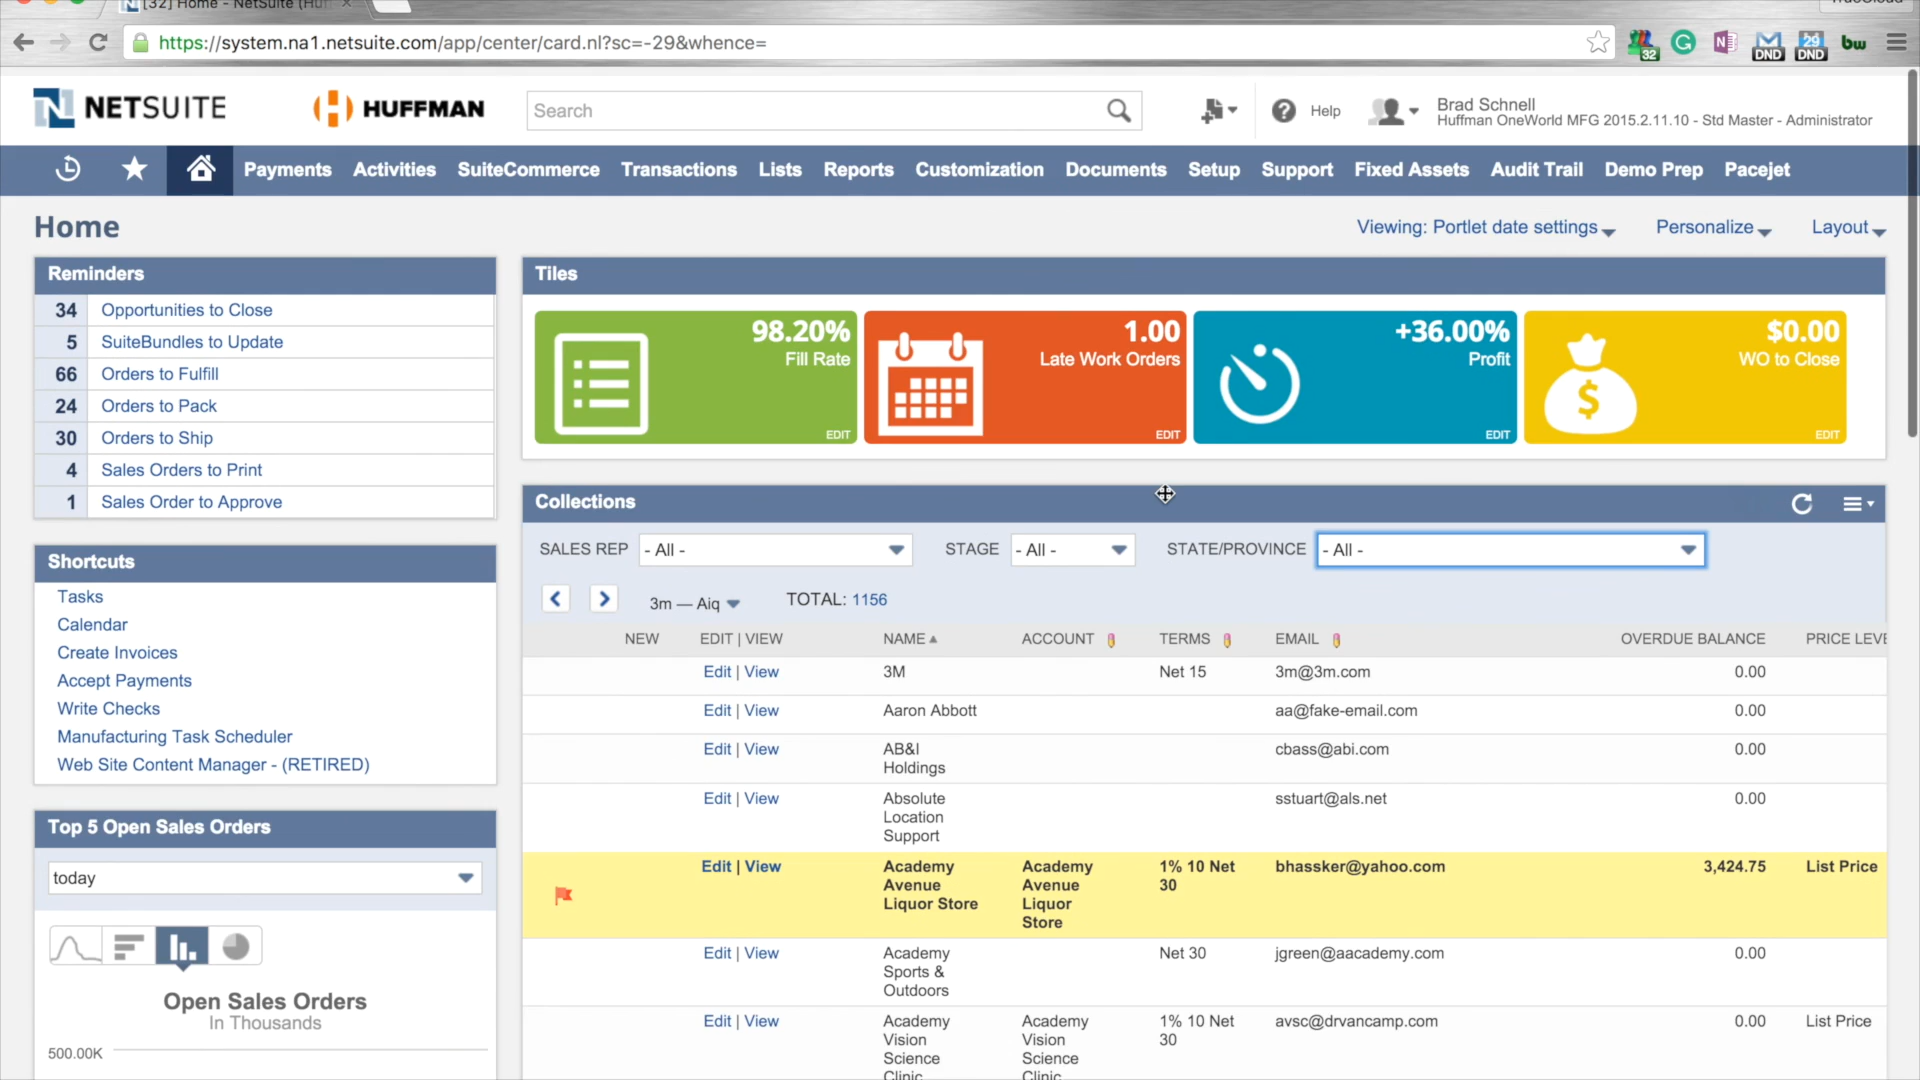 [32] Home - NetSuite (Huf
https://system.na1.netsuite.com/app/center/card.nl?sc=-29&whence=
32
G
N
DND
29
DND
bw
N NETSUITE
HUFFMAN
Search
Help
Brad Schnell
Huffman OneWorld MFG 2015.2.11.10 - Std Master - Administrator
Payments Activities SuiteCommerce Transactions Lists Reports Customization Documents Setup Support Fixed Assets Audit Trail Demo Prep Pacejet
Home
Viewing: Portlet date settings
Personalize
Layout
Reminders
34 Opportunities to Close
5 SuiteBundles to Update
66 Orders to Fulfill
24 Orders to Pack
30 Orders to Ship
4 Sales Orders to Print
1 Sales Order to Approve
Shortcuts
Tasks
Calendar
Create Invoices
Accept Payments
Write Checks
Manufacturing Task Scheduler
Web Site Content Manager - (RETIRED)
Top 5 Open Sales Orders
today
Open Sales Orders
In Thousands
500.00K
Tiles
98.20%
Fill Rate
EDIT
1.00
Late Work Orders
EDIT
+36.00%
Profit
EDIT
$
$0.00
WO to Close
EDIT
Collections
SALES REP - All - STAGE - All - STATE/PROVINCE - All -
3m — Aiq TOTAL: 1156
NEW EDIT | VIEW NAME ACCOUNT TERMS EMAIL OVERDUE BALANCE PRICE LEVE
Edit | View 3M Net 15 3m@3m.com 0.00
Edit | View Aaron Abbott aa@fake-email.com 0.00
Edit | View AB&I cbass@abi.com 0.00
Holdings
Edit | View Absolute sstuart@als.net 0.00
Location
Support
Edit | View Academy Academy 1% 10 Net bhassker@yahoo.com 3,424.75 List Price
Avenue Avenue 30
Liquor Store Liquor
Store
Edit | View Academy Net 30 jgreen@aacademy.com 0.00
Sports &
Outdoors
Edit | View Academy Academy 1% 10 Net avsc@drvancamp.com 0.00 List Price
Vision Vision 30
Science Science
Clinic Clinic